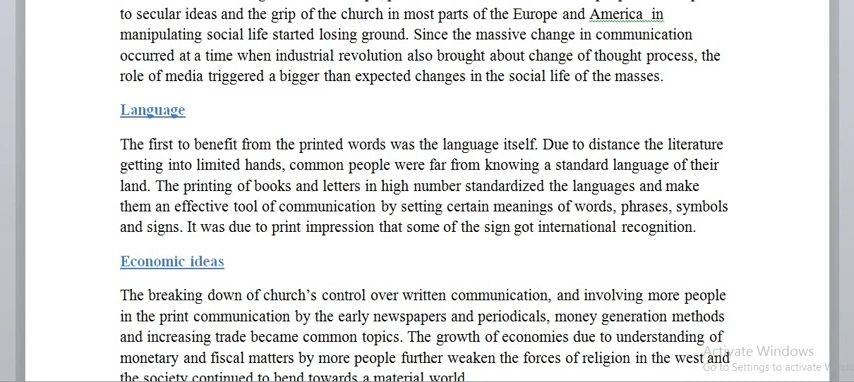 to secular ideas and the grip of the church in most parts of the Europe and America in
manipulating social life started losing ground. Since the massive change in communication
occurred at a time when industrial revolution also brought about change of thought process, the
role of media triggered a bigger than expected changes in the social life of the masses.
Language
The first to benefit from the printed words was the language itself. Due to distance the literature
getting into limited hands, common people were far from knowing a standard language of their
land. The printing of books and letters in high number standardized the languages and make
them an effective tool of communication by setting certain meanings of words, phrases, symbols
and signs. It was due to print impression that some of the sign got international recognition.
Economic ideas
The breaking down of church's control over written communication, and involving more people
in the print communication by the early newspapers and periodicals, money generation methods
and increasing trade became common topics. The growth of economies due to understanding of
monetary and fiscal matters by more people further weaken the forces of religion in the west and
the society continued to bend towards a material world
Activate Windows
Go to Settings to activate